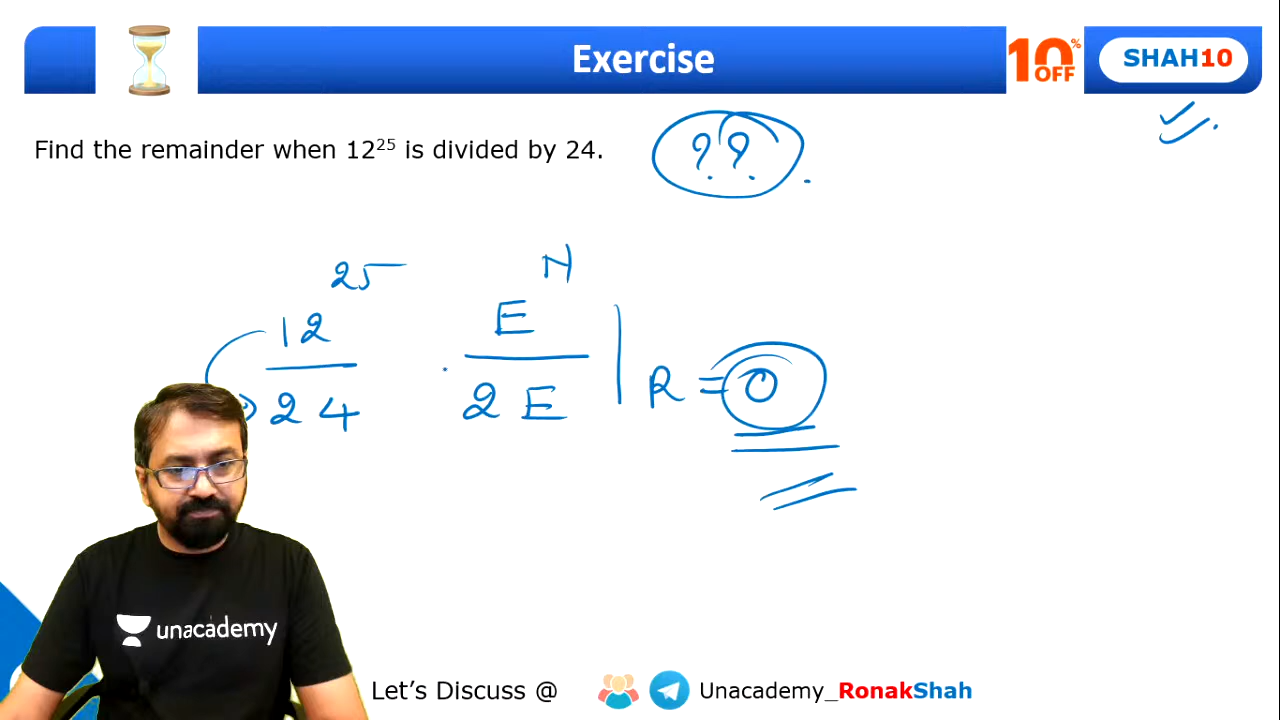 Exercise
10% OFF
SHAH10
Find the remainder when 12²⁵ is divided by 24.
??
25
12
24
N
E
2E
R = 0
unacademy
Let's Discuss @
Unacademy_RonakShah